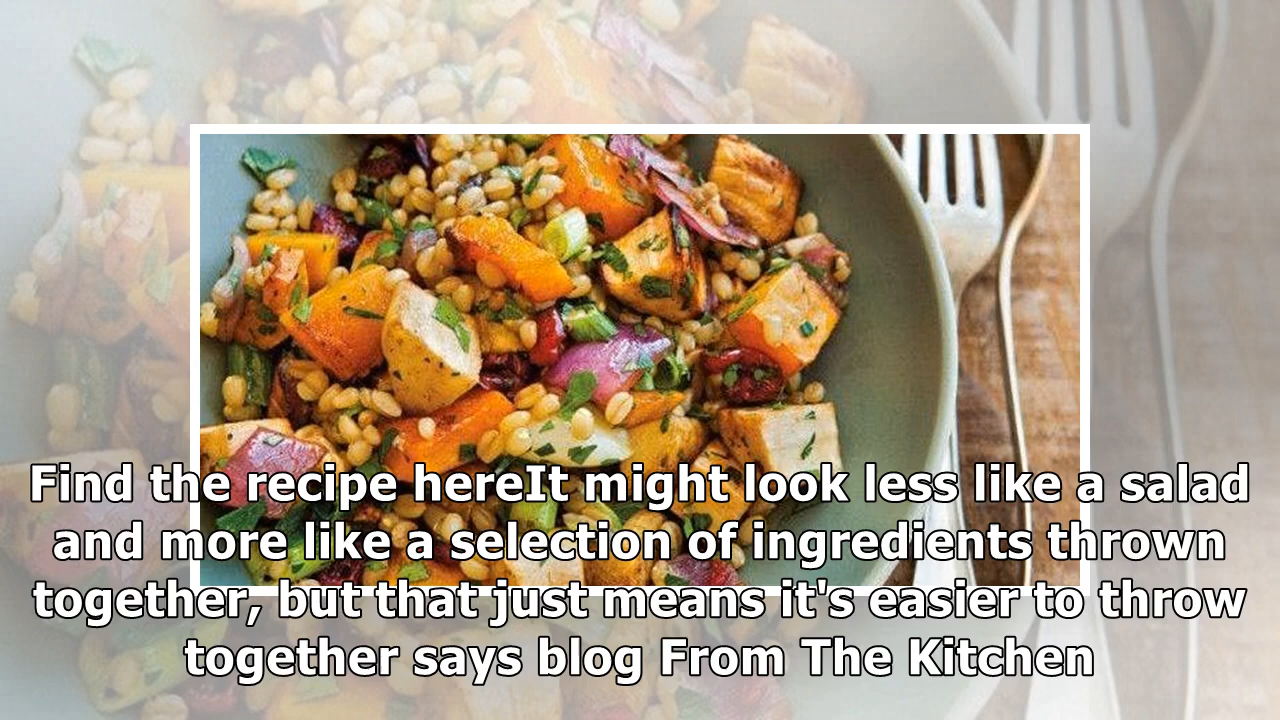 Find the recipe hereIt might look less like a salad
and more like a selection of ingredients thrown
together, but that just means it's easier to throw
together says blog From The Kitchen